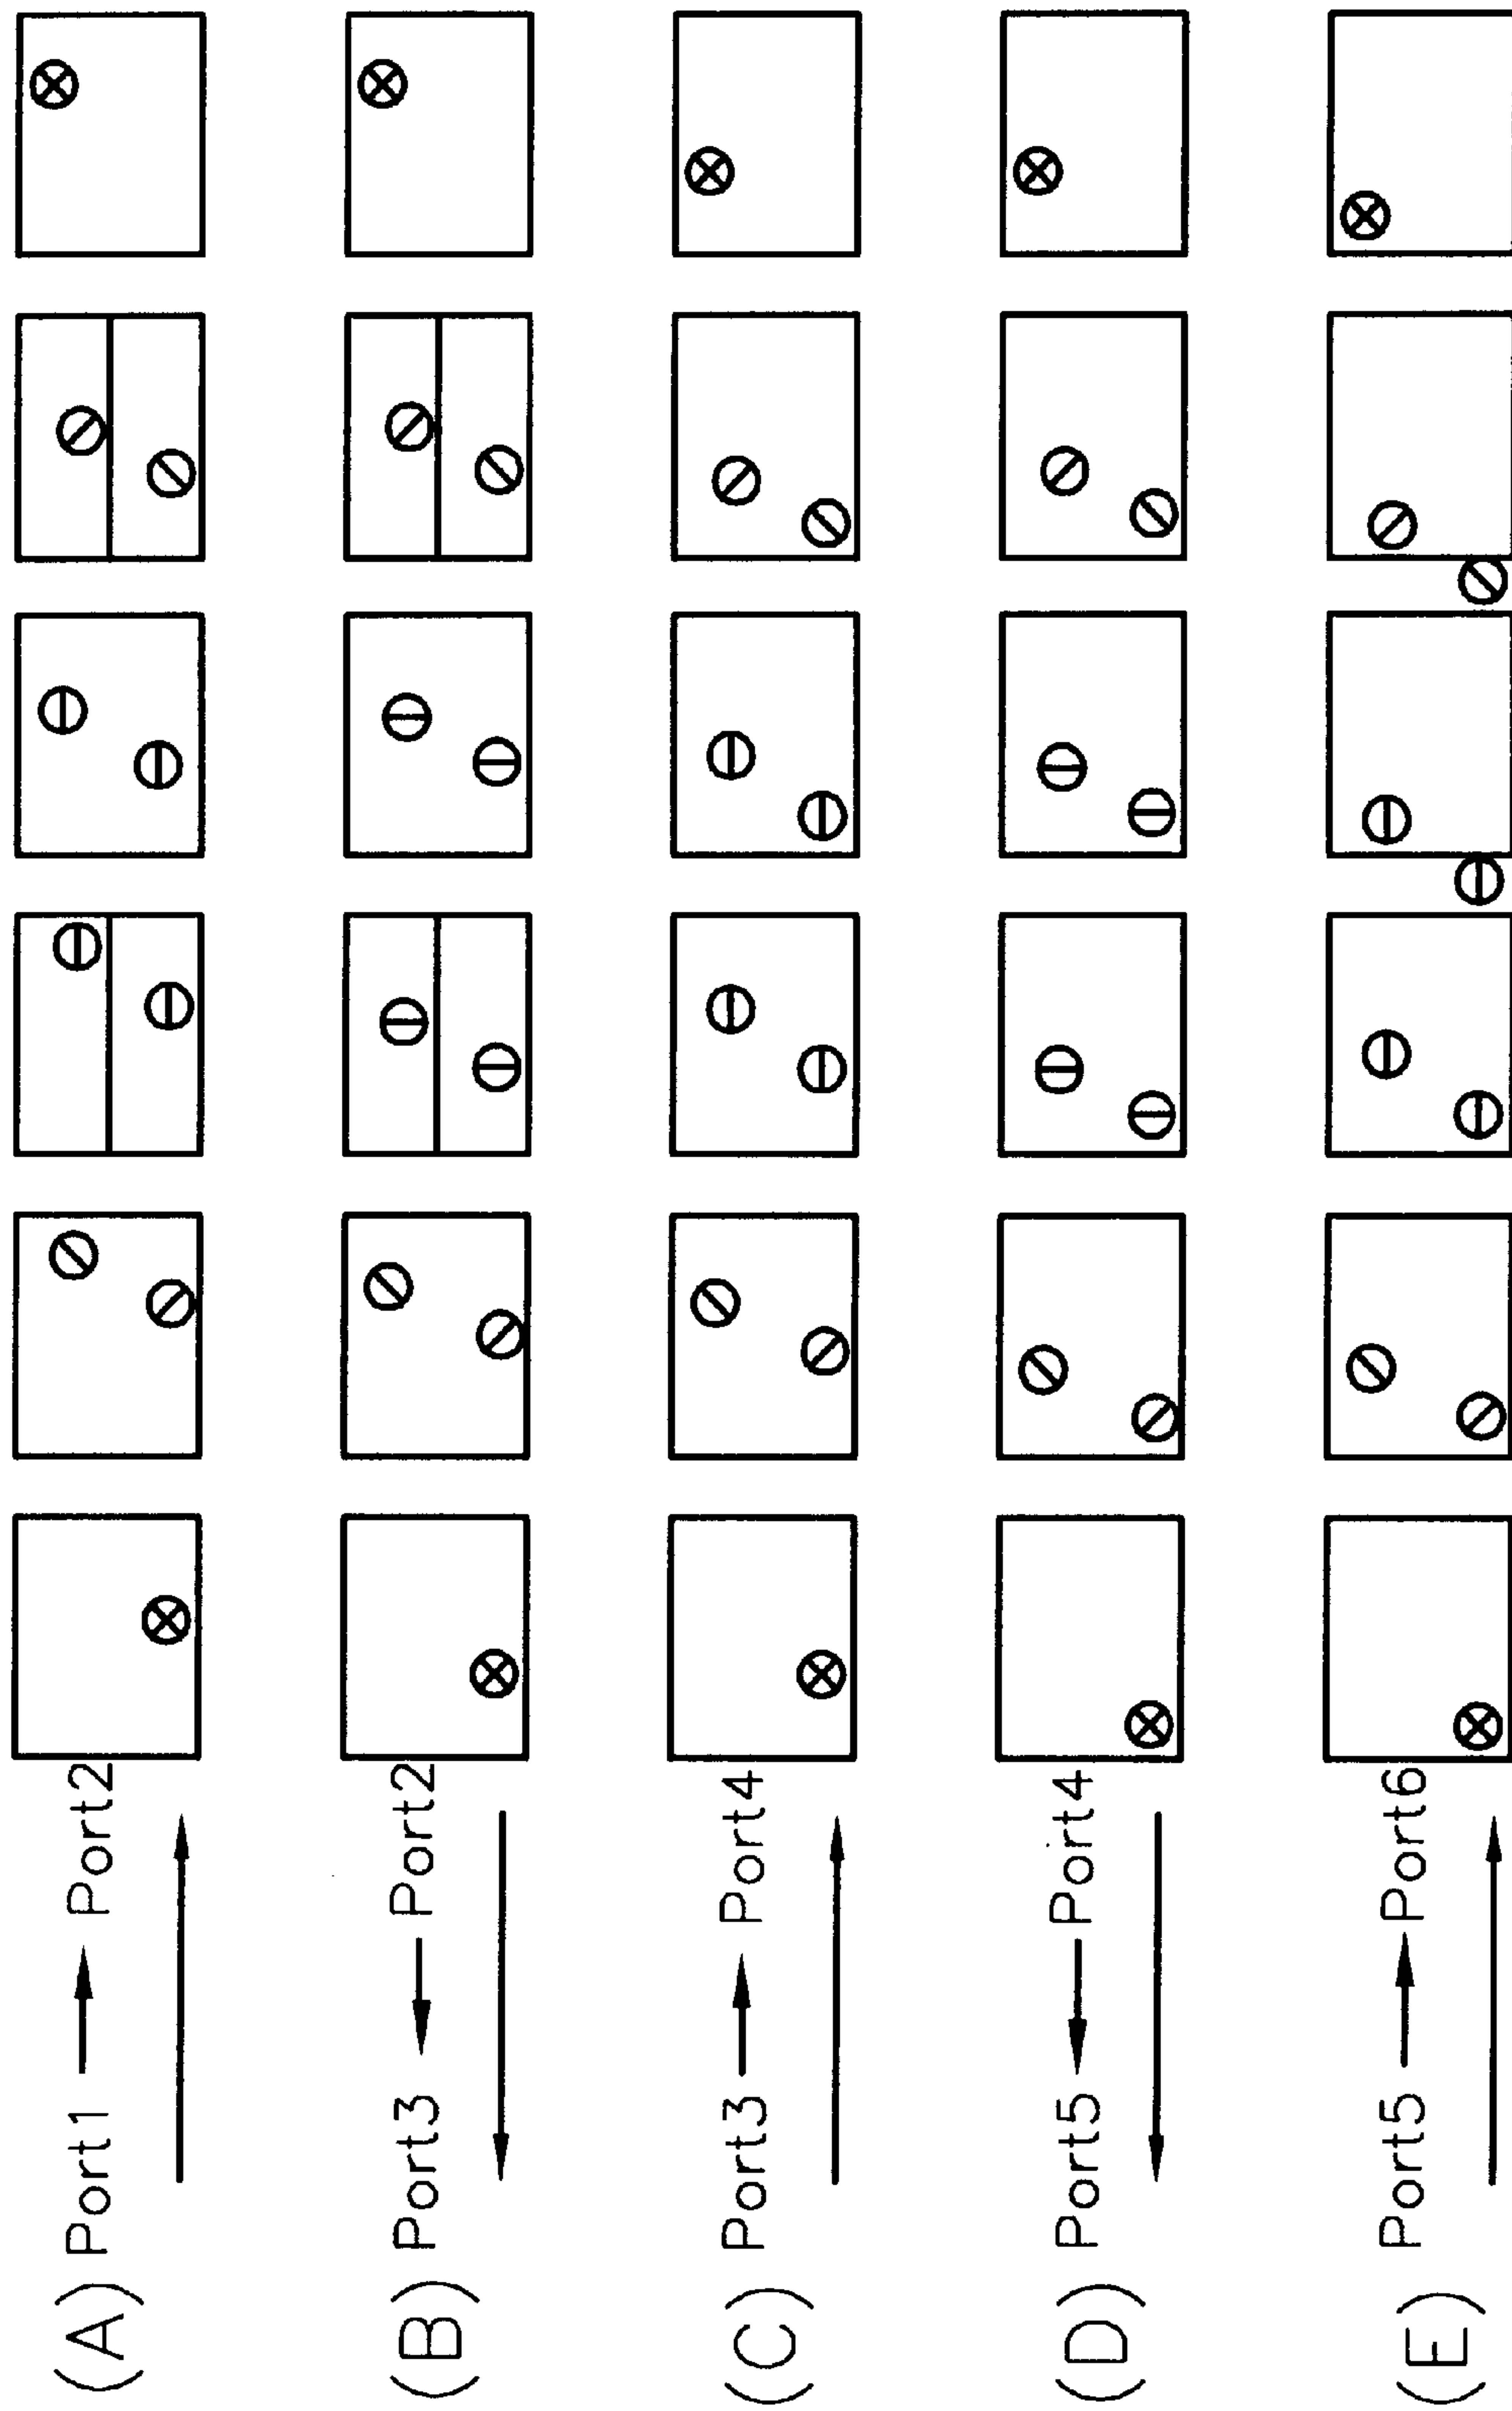 (A) Port1 → Port2
(B) Port3 ← Port2
(C) Port3 → Port4
(D) Port5 ← Port4
(E) Port5 → Port6